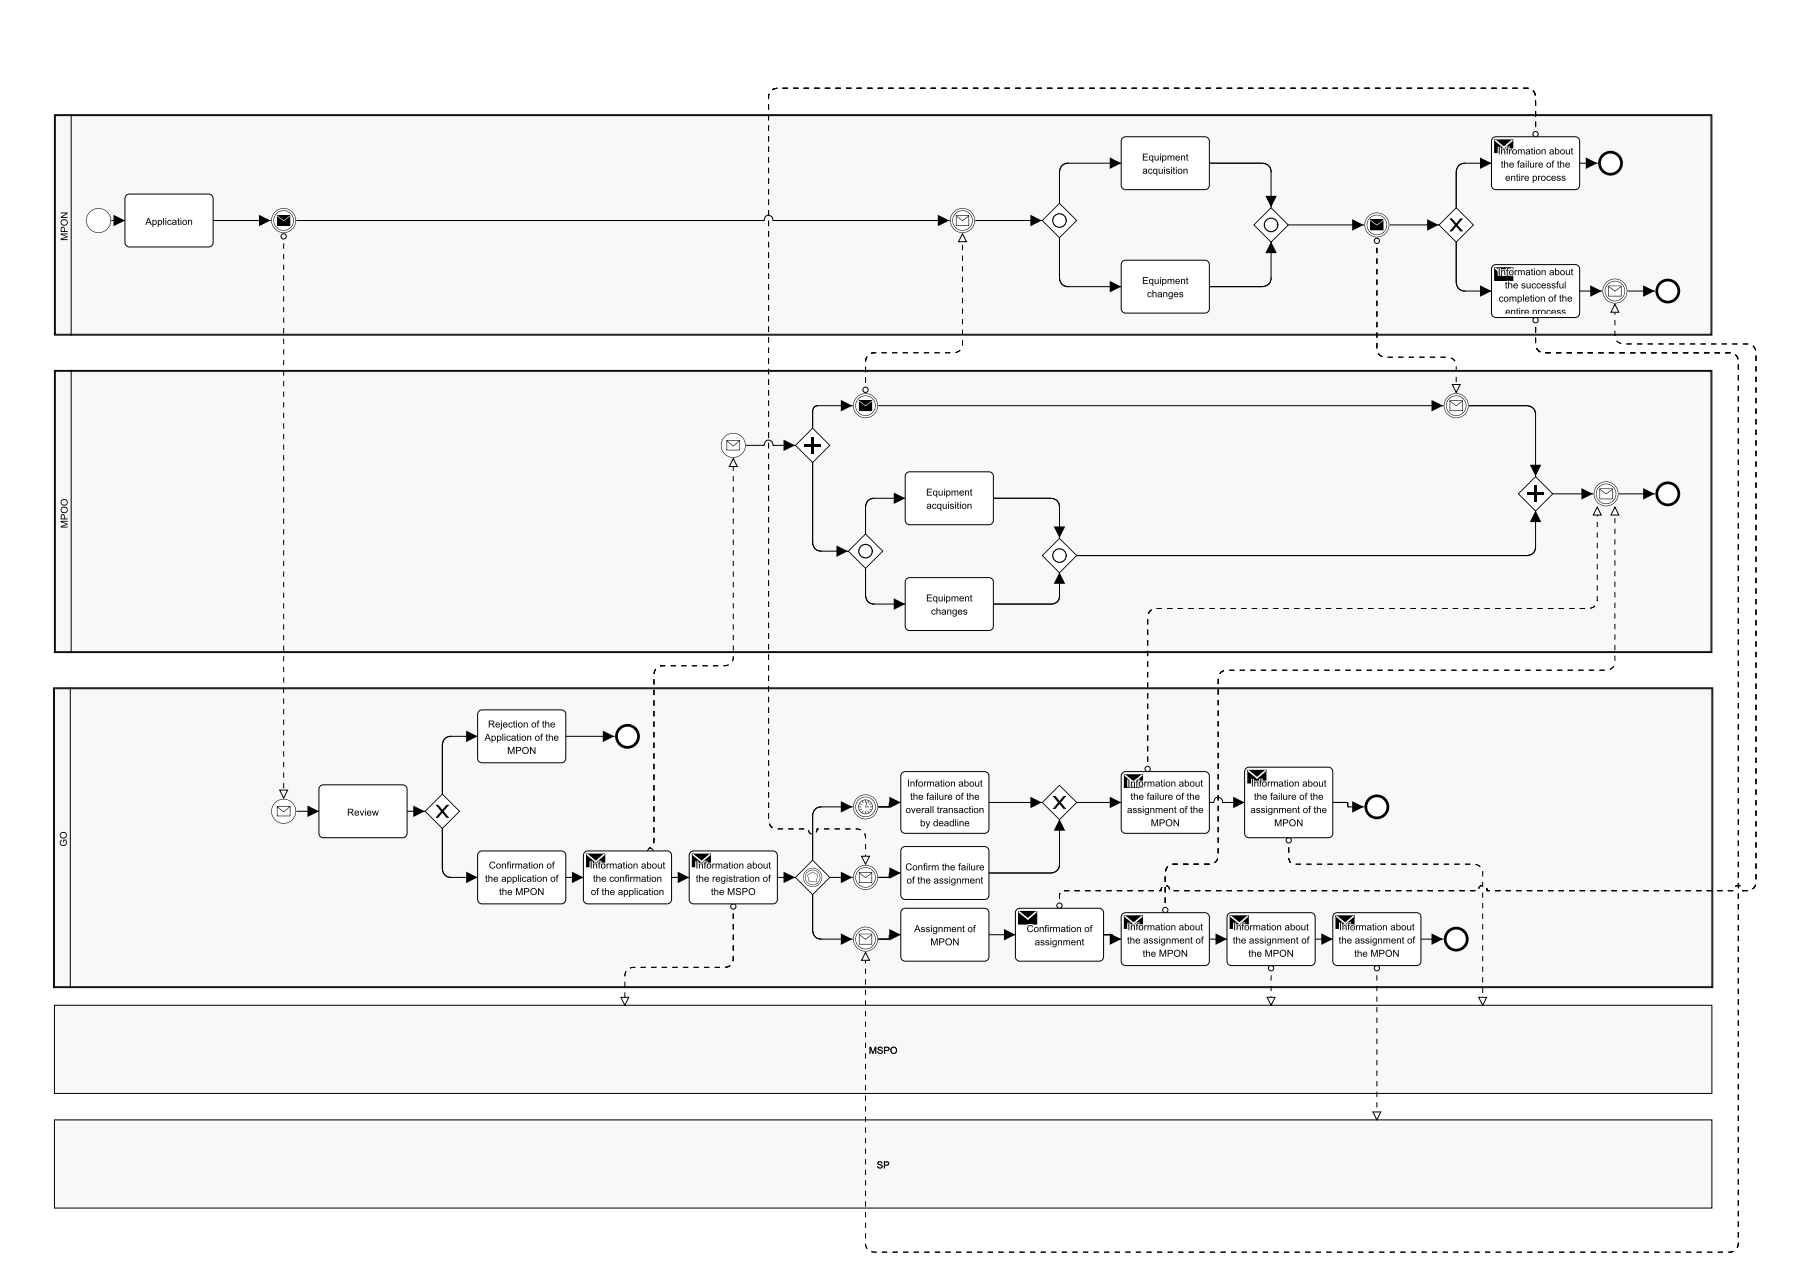 MPON
Application
Equipment
acquisition
Equipment
changes
Infromation about
the failure of the
entire process
Information about
the successful
completion of the
entire process
MPOO
Equipment
acquisition
Equipment
changes
GO
Review
Rejection of the
Application of the
MPON
Confirmation of
the application of
the MPON
Information about
the confirmation
of the application
Information about
the registration of
the MSPO
Information about
the failure of the
overall transaction
by deadline
Confirm the failure
of the assignment
Assignment of
MPON
Confirmation of
assignment
Information about
the failure of the
assignment of the
MPON
Information about
the failure of the
assignment of the
MPON
Information about
the assignment of
the MPON
Information about
the assignment of
the MPON
Information about
the assignment of
the MPON
MSPO
SP